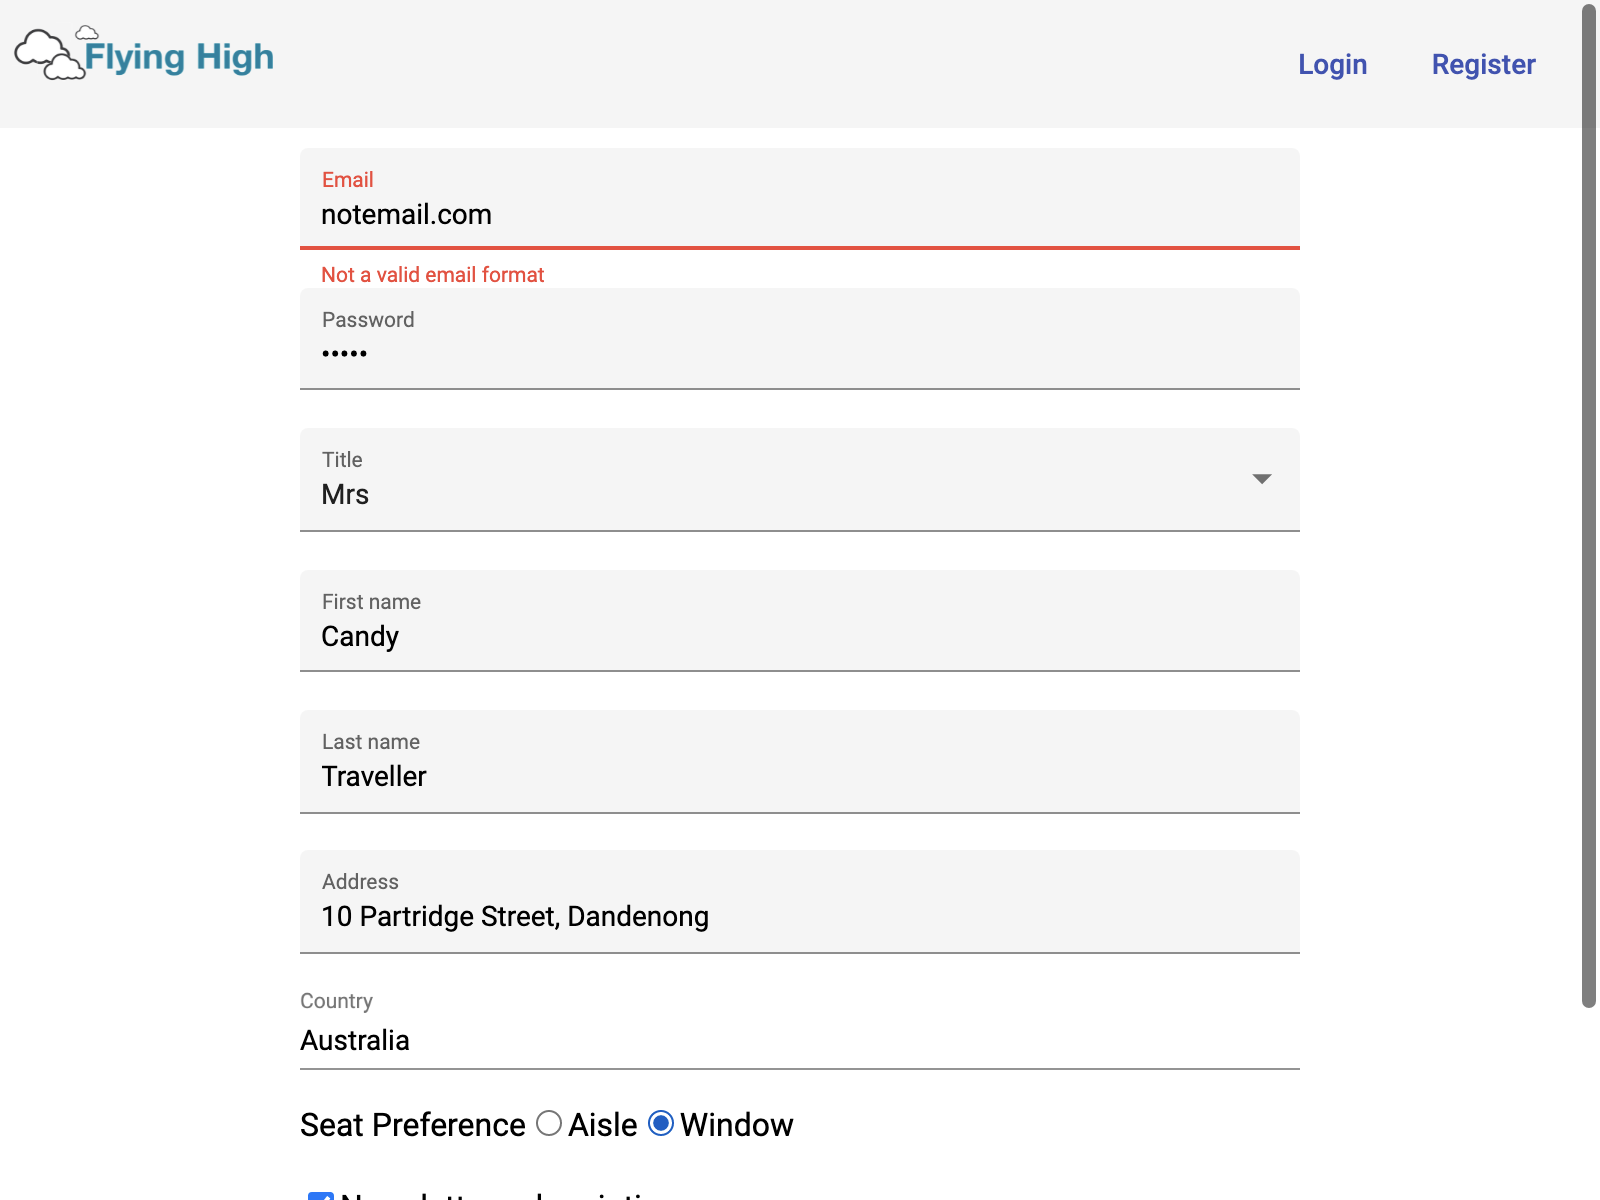 Flying High
Login Register
Email
notemail.com
Not a valid email format
Password
•••••
Title
Mrs
First name
Candy
Last name
Traveller
Address
10 Partridge Street, Dandenong
Country
Australia
Seat Preference Aisle Window